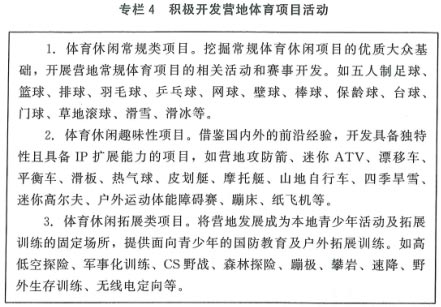 专栏 4 积极开发营地体育项目活动
1. 体育休闲常规类项目。挖掘常规体育休闲项目的优质大众基
础，开展营地常规体育项目的相关活动和赛事开发。如五人制足球、
篮球、排球、羽毛球、乒乓球、网球、壁球、棒球、保龄球、台球、
门球、草地滚球、滑雪、滑冰等。
2. 体育休闲趣味性项目。借鉴国内外的前沿经验，开发具备独特
性且具备 IP 扩展能力的项目，如营地攻防箭、迷你 ATV、漂移车、
平衡车、滑板、热气球、皮划艇、摩托艇、山地自行车、四季旱雪、
迷你高尔夫、户外运动体能障碍赛、蹦床、纸飞机等。
3. 体育休闲拓展类项目。将营地发展成为本地青少年活动及拓展
训练的固定场所，提供面向青少年的国防教育及户外拓展训练。如高
低空探险、军事化训练、CS 野战、森林探险、蹦极、攀岩、速降、野
外生存训练、无线电定向等。